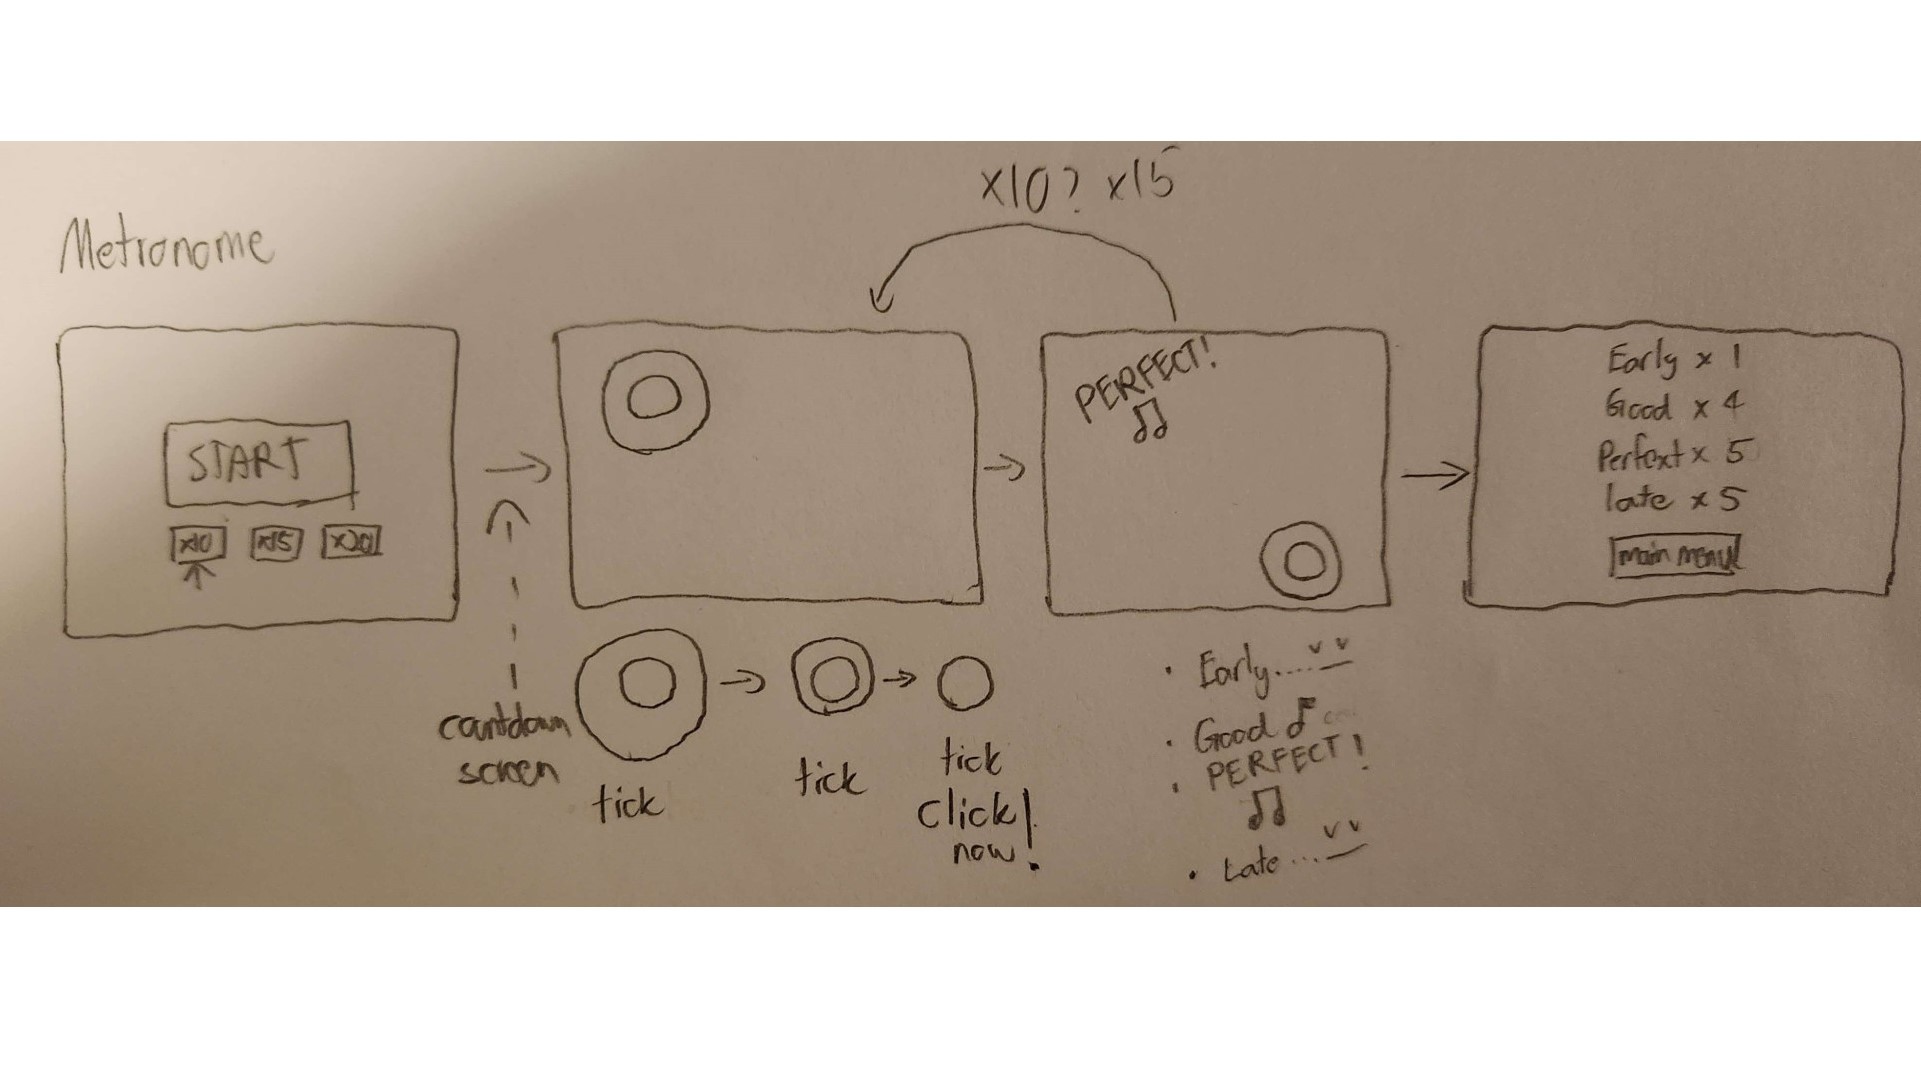 Metronome
x10? x15
START
x10 x15 x20
countdown
screen
tick
tick
tick
click!
now!
PERFECT!
• Early....
• Good
• PERFECT!
• Late ...
Early x 1
Good x 4
Perfext x 5
late x 5
main menu